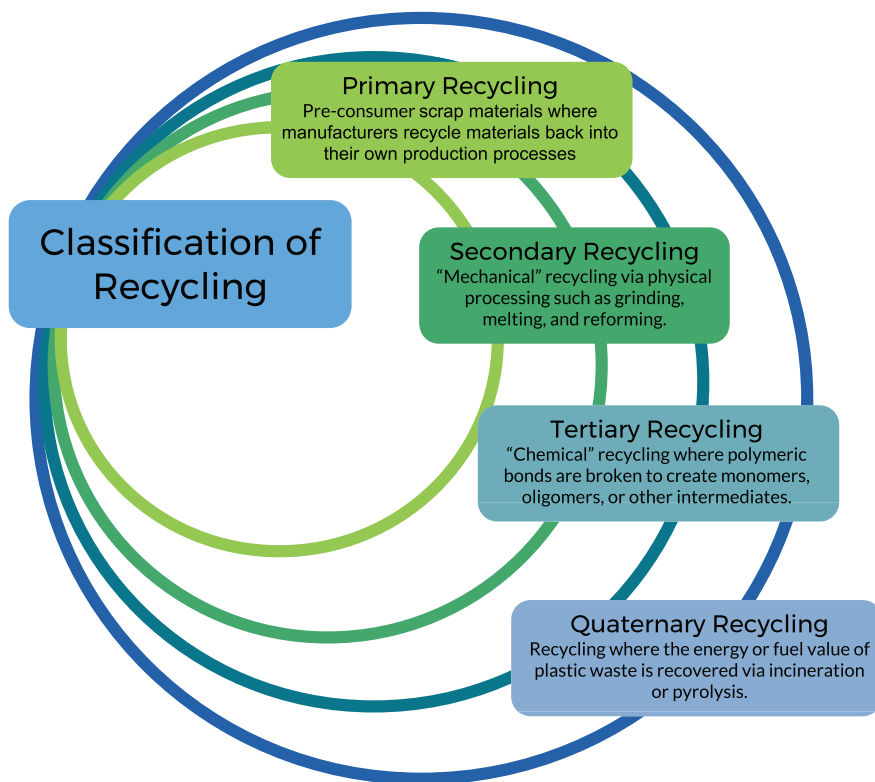 Primary Recycling
Pre-consumer scrap materials where
manufacturers recycle materials back into
their own production processes
Classification of
Recycling
Secondary Recycling
“Mechanical” recycling via physical
processing such as grinding,
melting, and reforming.
Tertiary Recycling
“Chemical” recycling where polymeric
bonds are broken to create monomers,
oligomers, or other intermediates.
Quaternary Recycling
Recycling where the energy or fuel value of
plastic waste is recovered via incineration
or pyrolysis.